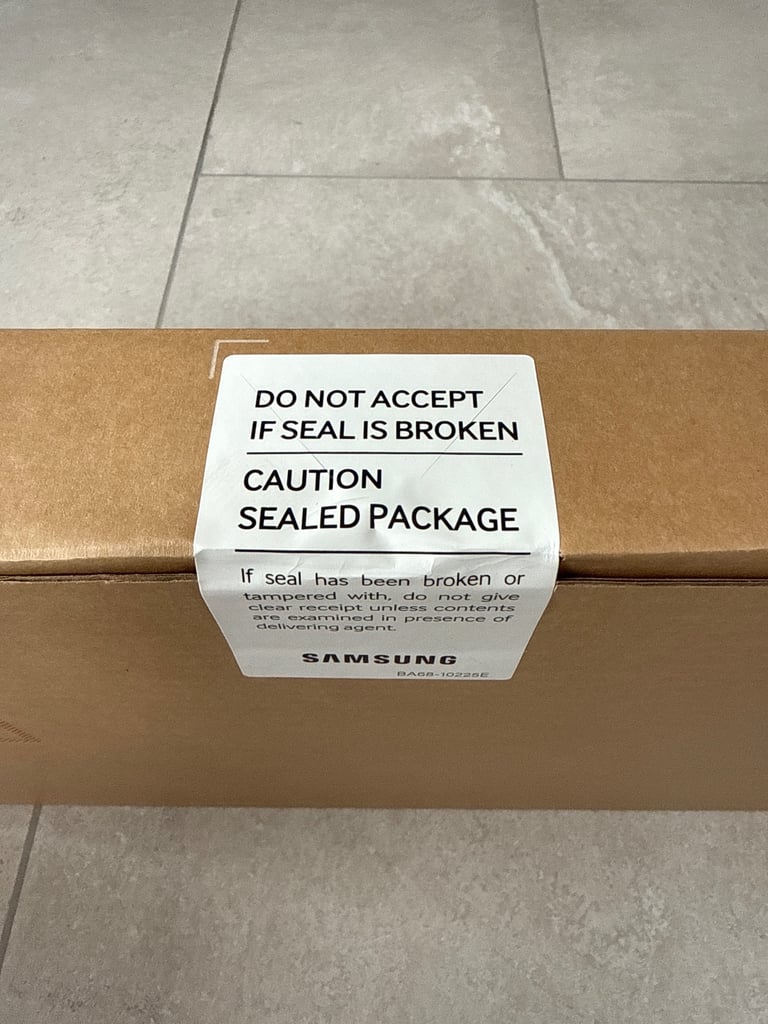 DO NOT ACCEPT
IF SEAL IS BROKEN
CAUTION
SEALED PACKAGE
If seal has been broken or
tampered with, do not give
clear receipt unless contents
are examined in presence of
delivering agent.
SAMSUNG
BA68-10225E